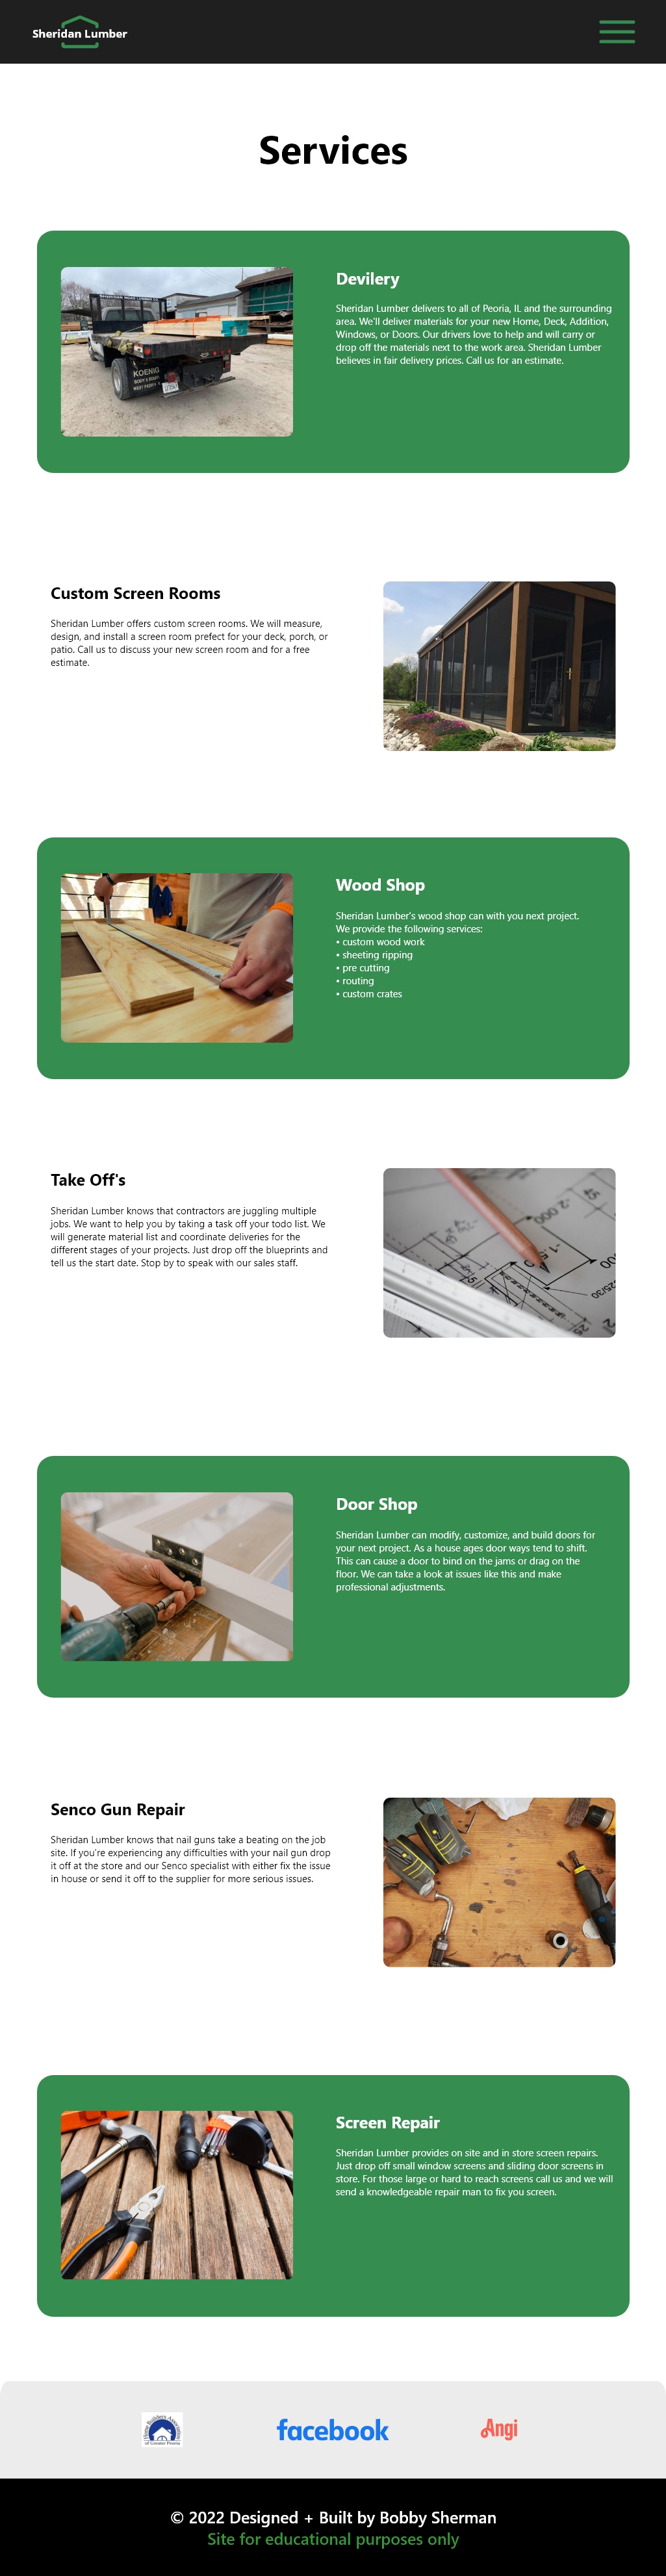 Sheridan Lumber
Services
SHERIDAN ROAD LUMBER CO.
KOENIG
BODY & EQUIP
WEST PEORIA
Devilery
Sheridan Lumber delivers to all of Peoria, IL and the surrounding
area. We'll deliver materials for your new Home, Deck, Addition,
Windows, or Doors. Our drivers love to help and will carry or
drop off the materials next to the work area. Sheridan Lumber
believes in fair delivery prices. Call us for an estimate.
Custom Screen Rooms
Sheridan Lumber offers custom screen rooms. We will measure,
design, and install a screen room prefect for your deck, porch, or
patio. Call us to discuss your new screen room and for a free
estimate.
Wood Shop
Sheridan Lumber's wood shop can with you next project.
We provide the following services:
• custom wood work
• sheeting ripping
• pre cutting
• routing
• custom crates
Take Off's
Sheridan Lumber knows that contractors are juggling multiple
jobs. We want to help you by taking a task off your todo list. We
will generate material list and coordinate deliveries for the
different stages of your projects. Just drop off the blueprints and
tell us the start date. Stop by to speak with our sales staff.
Door Shop
Sheridan Lumber can modify, customize, and build doors for
your next project. As a house ages door ways tend to shift.
This can cause a door to bind on the jams or drag on the
floor. We can take a look at issues like this and make
professional adjustments.
Senco Gun Repair
Sheridan Lumber knows that nail guns take a beating on the job
site. If you're experiencing any difficulties with your nail gun drop
it off at the store and our Senco specialist with either fix the issue
in house or send it off to the supplier for more serious issues.
Screen Repair
Sheridan Lumber provides on site and in store screen repairs.
Just drop off small window screens and sliding door screens in
store. For those large or hard to reach screens call us and we will
send a knowledgeable repair man to fix you screen.
Home Builders Association
of Greater Peoria
facebook
Angi
© 2022 Designed + Built by Bobby Sherman
Site for educational purposes only